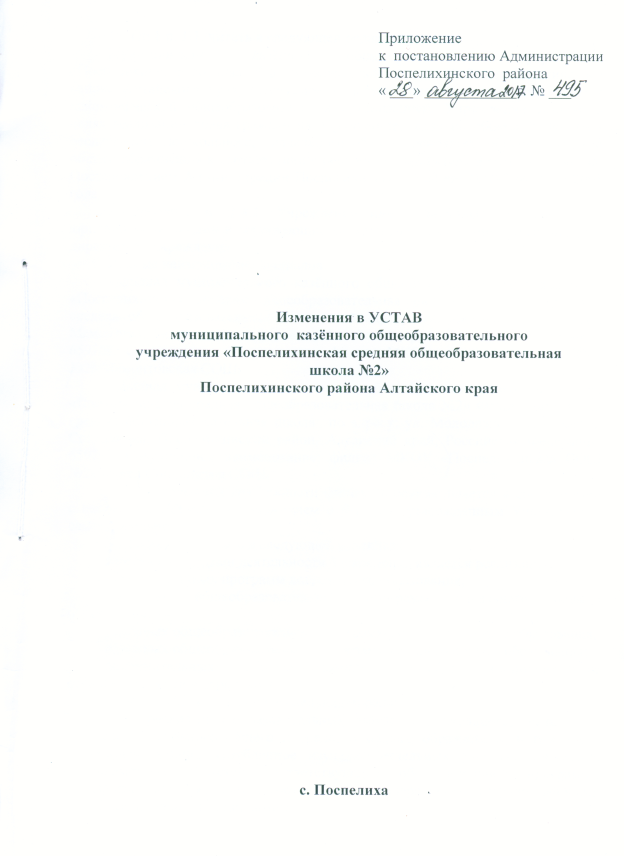 Приложение
к постановлению Администрации
Поспелихинского района
« 28 » августа 2017 № 495
Изменения в УСТАВ
муниципального казённого общеобразовательного
учреждения «Поспелихинская средняя общеобразовательная
школа №2»
Поспелихинского района Алтайского края
с. Поспелиха